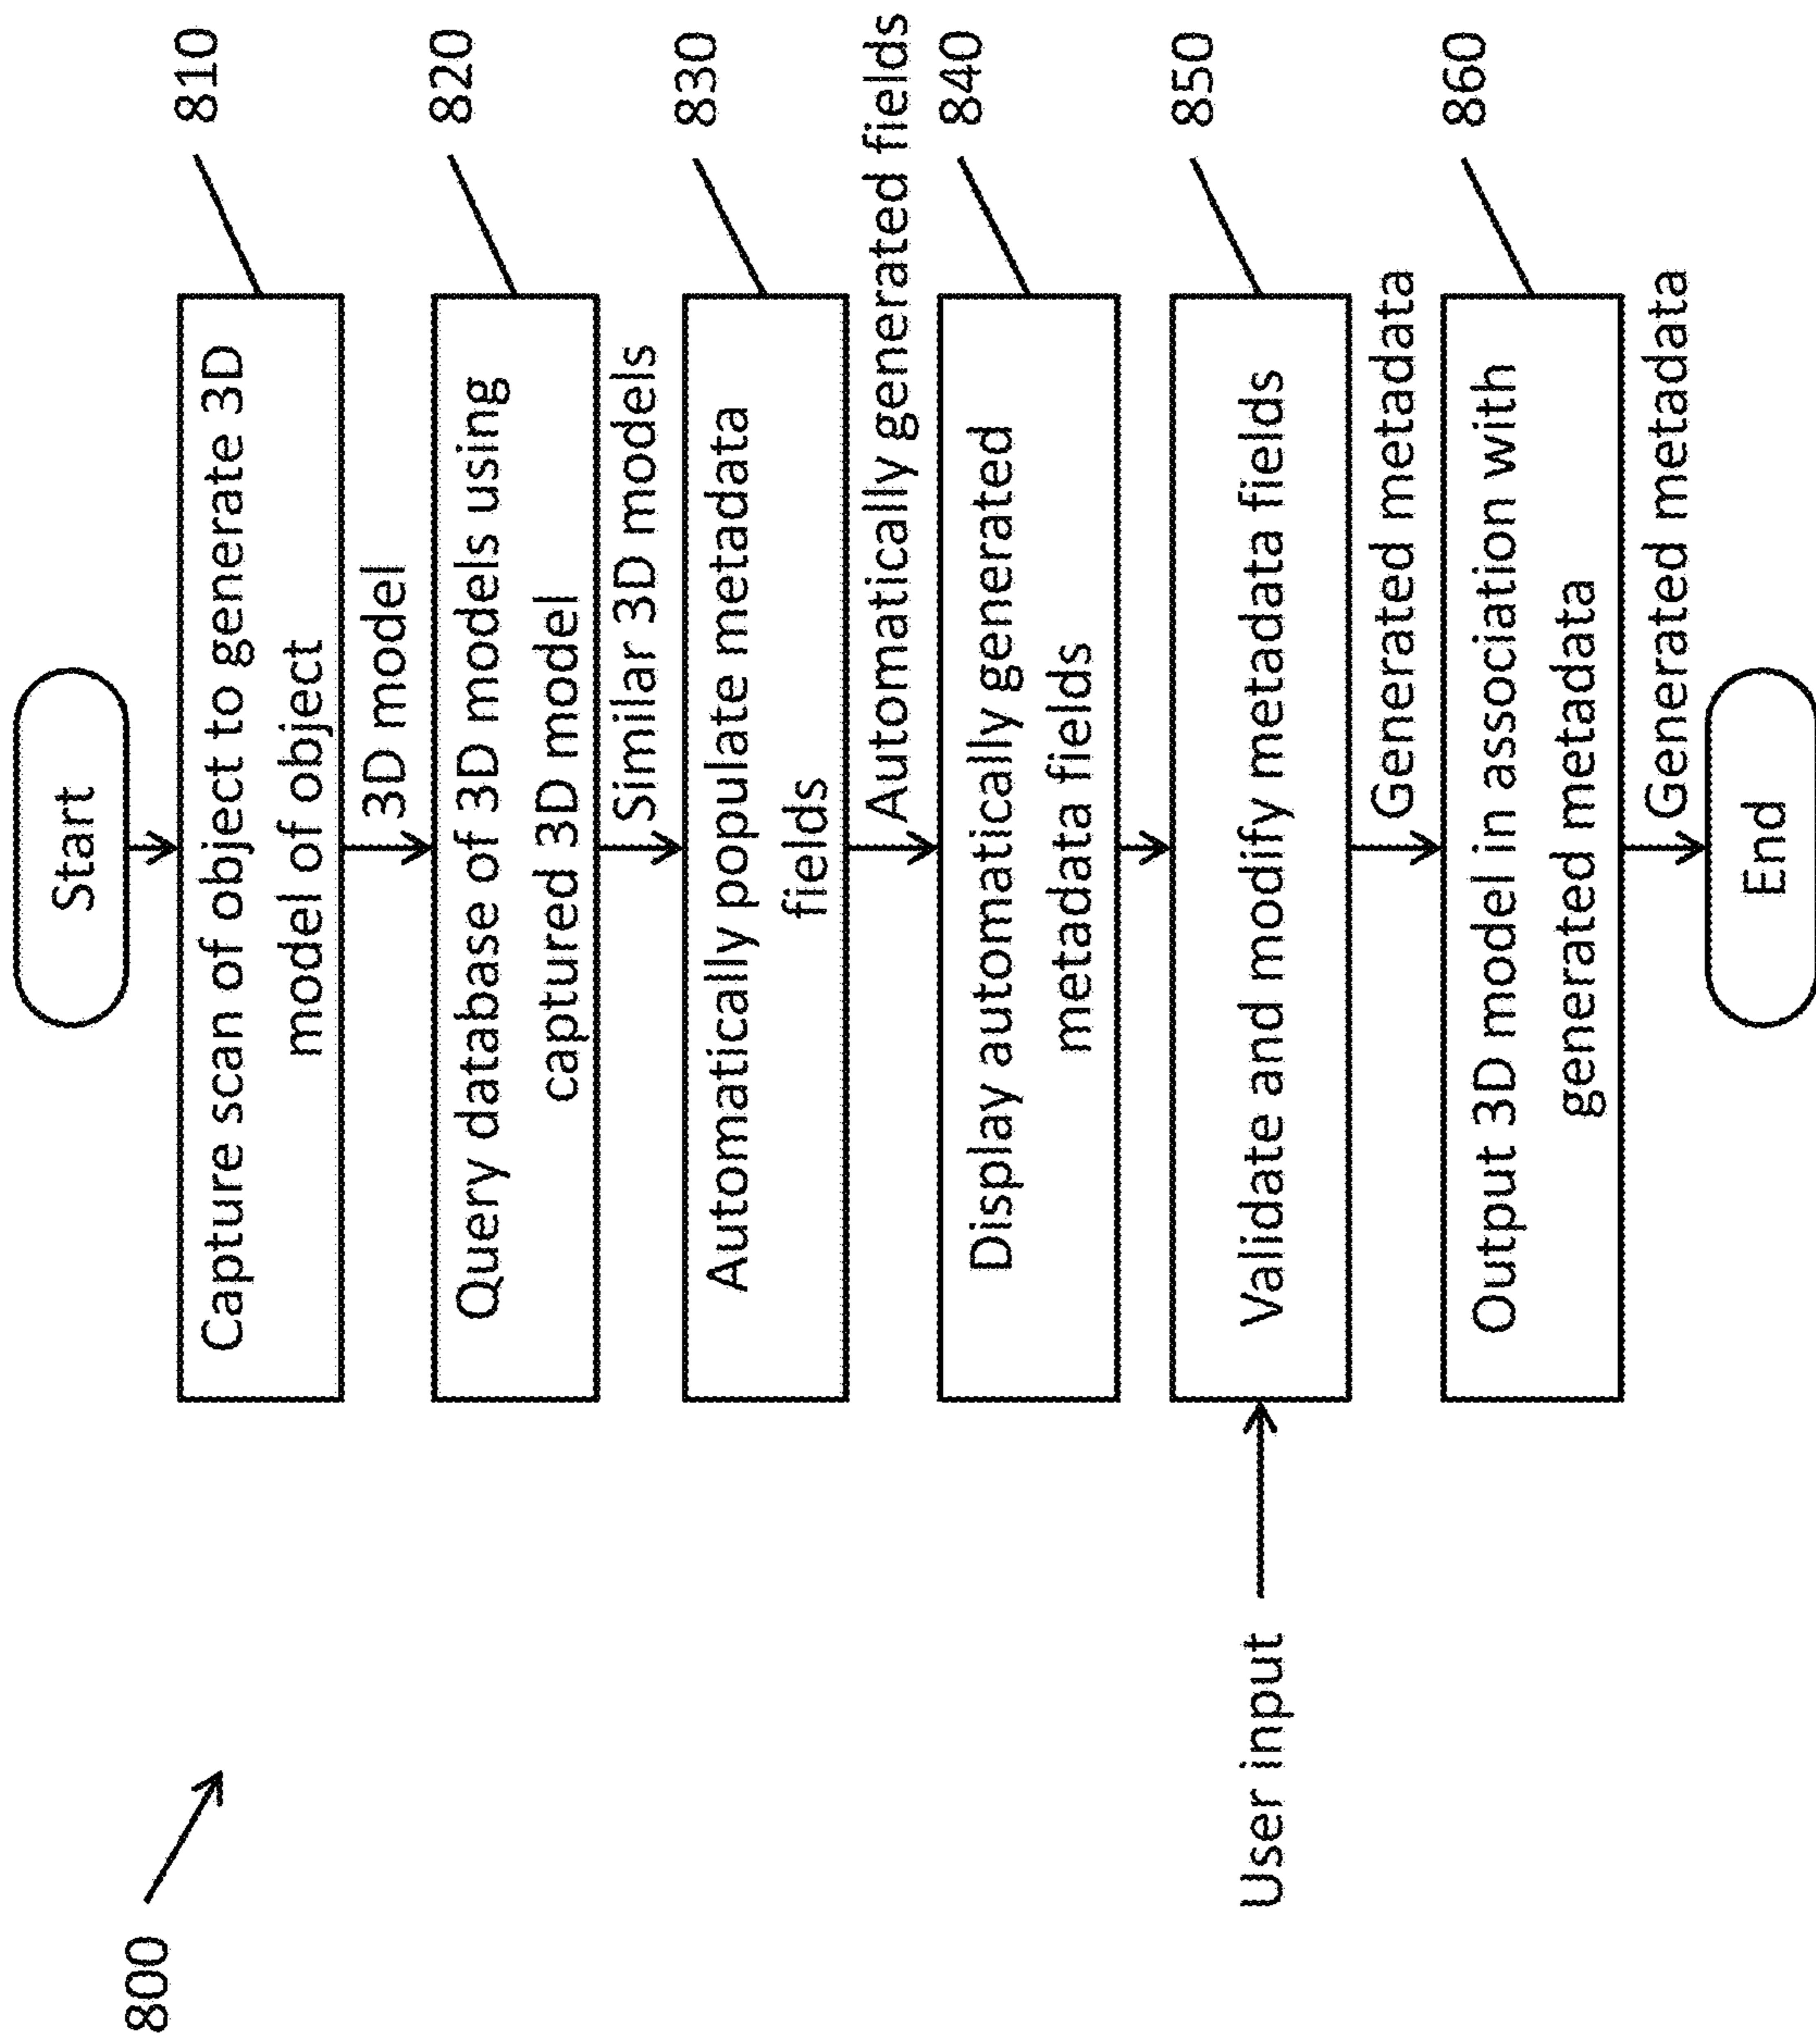 800
Start
Capture scan of object to generate 3D
model of object
810
3D model
Query database of 3D models using
captured 3D model
820
Similar 3D models
Automatically populate metadata
fields
830
Automatically generated fields
Display automatically generated
metadata fields
840
User input
Validate and modify metadata fields
850
Generated metadata
Output 3D model in association with
generated metadata
860
Generated metadata
End